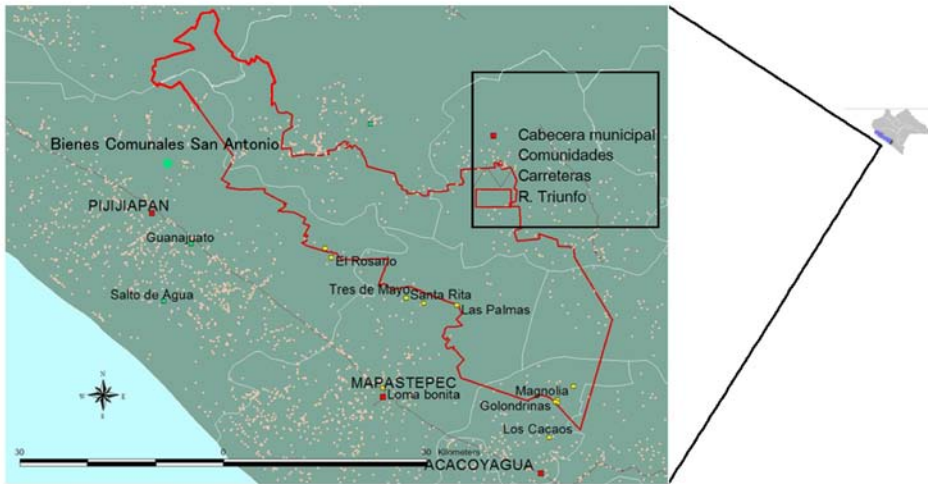 Cabecera municipal
Comunidades
Carreteras
R. Triunfo
Bienes Comunales San Antonio
PIJIJIAPAN
Guanajuato
El Rosario
Salto de Agua
Tres de Mayo
Santa Rita
Las Palmas
MAPASTEPEC
Loma bonita
Magnolia
Golondrinas
Los Cacaos
N
W E
S
30 0 30 Kilometers
ACACOYAGUA